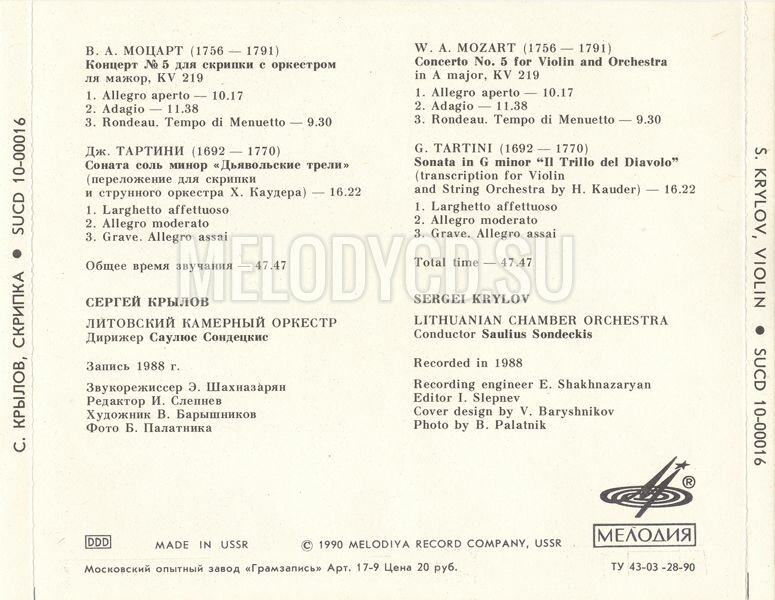 С. КРЫЛОВ, СКРИПКА ● SUCD 10-00016
В. А. МОЦАРТ (1756 — 1791)
Концерт № 5 для скрипки с оркестром
ля мажор, KV 219
1. Allegro aperto — 10.17
2. Adagio — 11.38
3. Rondeau. Tempo di Menuetto — 9.30
Дж. ТАРТИНИ (1692 — 1770)
Соната соль минор «Дьявольские трели»
(переложение для скрипки
и струнного оркестра Х. Каудера) — 16.22
1. Larghetto affettuoso
2. Allegro moderato
3. Grave. Allegro assai
Общее время звучания — 47.47
СЕРГЕЙ КРЫЛОВ
ЛИТОВСКИЙ КАМЕРНЫЙ ОРКЕСТР
Дирижер Саулюс Сондецкис
Запись 1988 г.
Звукорежиссер Э. Шахназарян
Редактор И. Слепнев
Художник В. Барышников
Фото Б. Палатника
W. A. MOZART (1756 — 1791)
Concerto No. 5 for Violin and Orchestra
in A major, KV 219
1. Allegro aperto — 10.17
2. Adagio — 11.38
3. Rondeau. Tempo di Menuetto — 9.30
G. TARTINI (1692 — 1770)
Sonata in G minor “Il Trillo del Diavolo”
(transcription for Violin
and String Orchestra by H. Kauder) — 16.22
1. Larghetto affettuoso
2. Allegro moderato
3. Grave. Allegro assai
Total time — 47.47
SERGEI KRYLOV
LITHUANIAN CHAMBER ORCHESTRA
Conductor Saulius Sondeckis
Recorded in 1988
Recording engineer E. Shakhnazaryan
Editor I. Slepnev
Cover design by V. Baryshnikov
Photo by B. Palatnik
MELODYCD.SU
S. KRYLOV, VIOLIN ● SUCD 10-00016
®
МЕЛОДИЯ
DDD MADE IN USSR © 1990 MELODIYA RECORD COMPANY, USSR
Московский опытный завод «Грамзапись» Арт. 17-9 Цена 20 руб. ТУ 43-03-28-90